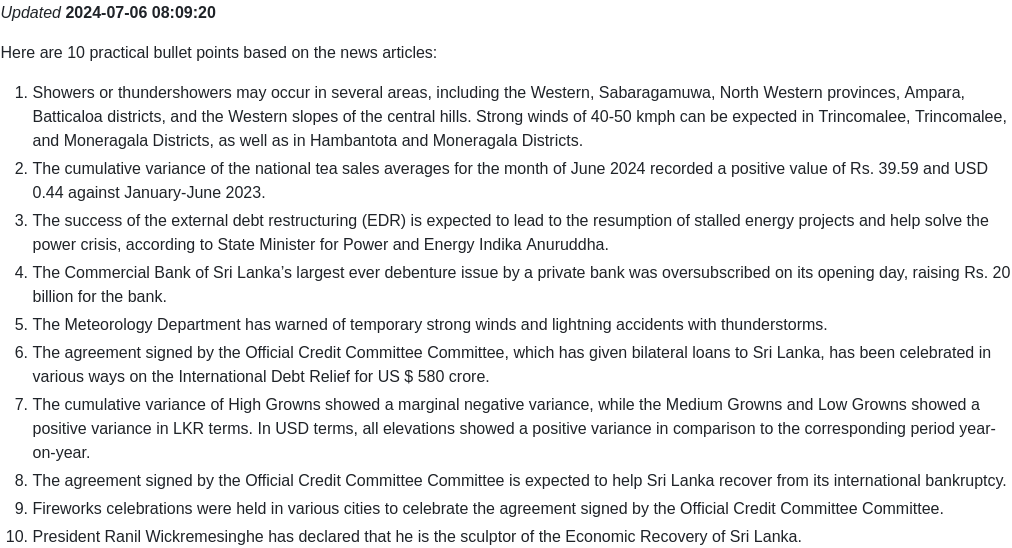 Updated 2024-07-06 08:09:20
Here are 10 practical bullet points based on the news articles:
1. Showers or thundershowers may occur in several areas, including the Western, Sabaragamuwa, North Western provinces, Ampara,
Batticaloa districts, and the Western slopes of the central hills. Strong winds of 40-50 kmph can be expected in Trincomalee, Trincomalee,
and Moneragala Districts, as well as in Hambantota and Moneragala Districts.
2. The cumulative variance of the national tea sales averages for the month of June 2024 recorded a positive value of Rs. 39.59 and USD
0.44 against January-June 2023.
3. The success of the external debt restructuring (EDR) is expected to lead to the resumption of stalled energy projects and help solve the
power crisis, according to State Minister for Power and Energy Indika Anuruddha.
4. The Commercial Bank of Sri Lanka’s largest ever debenture issue by a private bank was oversubscribed on its opening day, raising Rs. 20
billion for the bank.
5. The Meteorology Department has warned of temporary strong winds and lightning accidents with thunderstorms.
6. The agreement signed by the Official Credit Committee Committee, which has given bilateral loans to Sri Lanka, has been celebrated in
various ways on the International Debt Relief for US $ 580 crore.
7. The cumulative variance of High Growns showed a marginal negative variance, while the Medium Growns and Low Growns showed a
positive variance in LKR terms. In USD terms, all elevations showed a positive variance in comparison to the corresponding period year-
on-year.
8. The agreement signed by the Official Credit Committee Committee is expected to help Sri Lanka recover from its international bankruptcy.
9. Fireworks celebrations were held in various cities to celebrate the agreement signed by the Official Credit Committee Committee.
10. President Ranil Wickremesinghe has declared that he is the sculptor of the Economic Recovery of Sri Lanka.